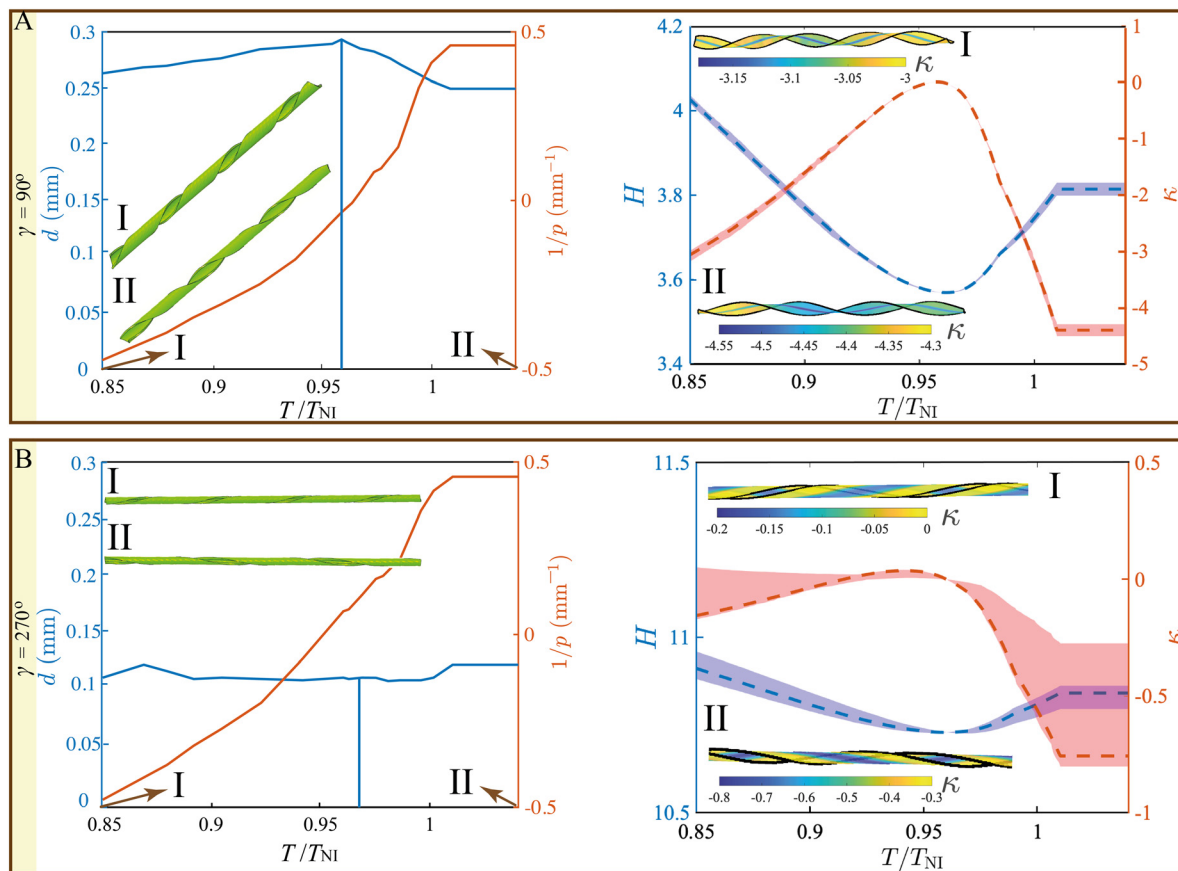 A
γ = 90°
0.3
0.25
0.2
0.15
0.1
0.05
0
d (mm)
0.5
0
-0.5
1/p (mm⁻¹)
I
II
I
II
0.85 0.9 0.95 1
T/T_NI
4.2
4
3.8
3.6
3.4
H
1
0
-1
-2
-3
-4
-5
κ
I
-3.15 -3.1 -3.05 -3 κ
II
-4.55 -4.5 -4.45 -4.4 -4.35 -4.3 κ
0.85 0.9 0.95 1
T/T_NI
B
γ = 270°
0.3
0.25
0.2
0.15
0.1
0.05
0
d (mm)
0.5
0
-0.5
1/p (mm⁻¹)
I
II
I
II
0.85 0.9 0.95 1
T/T_NI
11.5
11
10.5
H
0.5
0
-0.5
-1
κ
I
-0.2 -0.15 -0.1 -0.05 0 κ
II
-0.8 -0.7 -0.6 -0.5 -0.4 -0.3 κ
0.85 0.9 0.95 1
T/T_NI